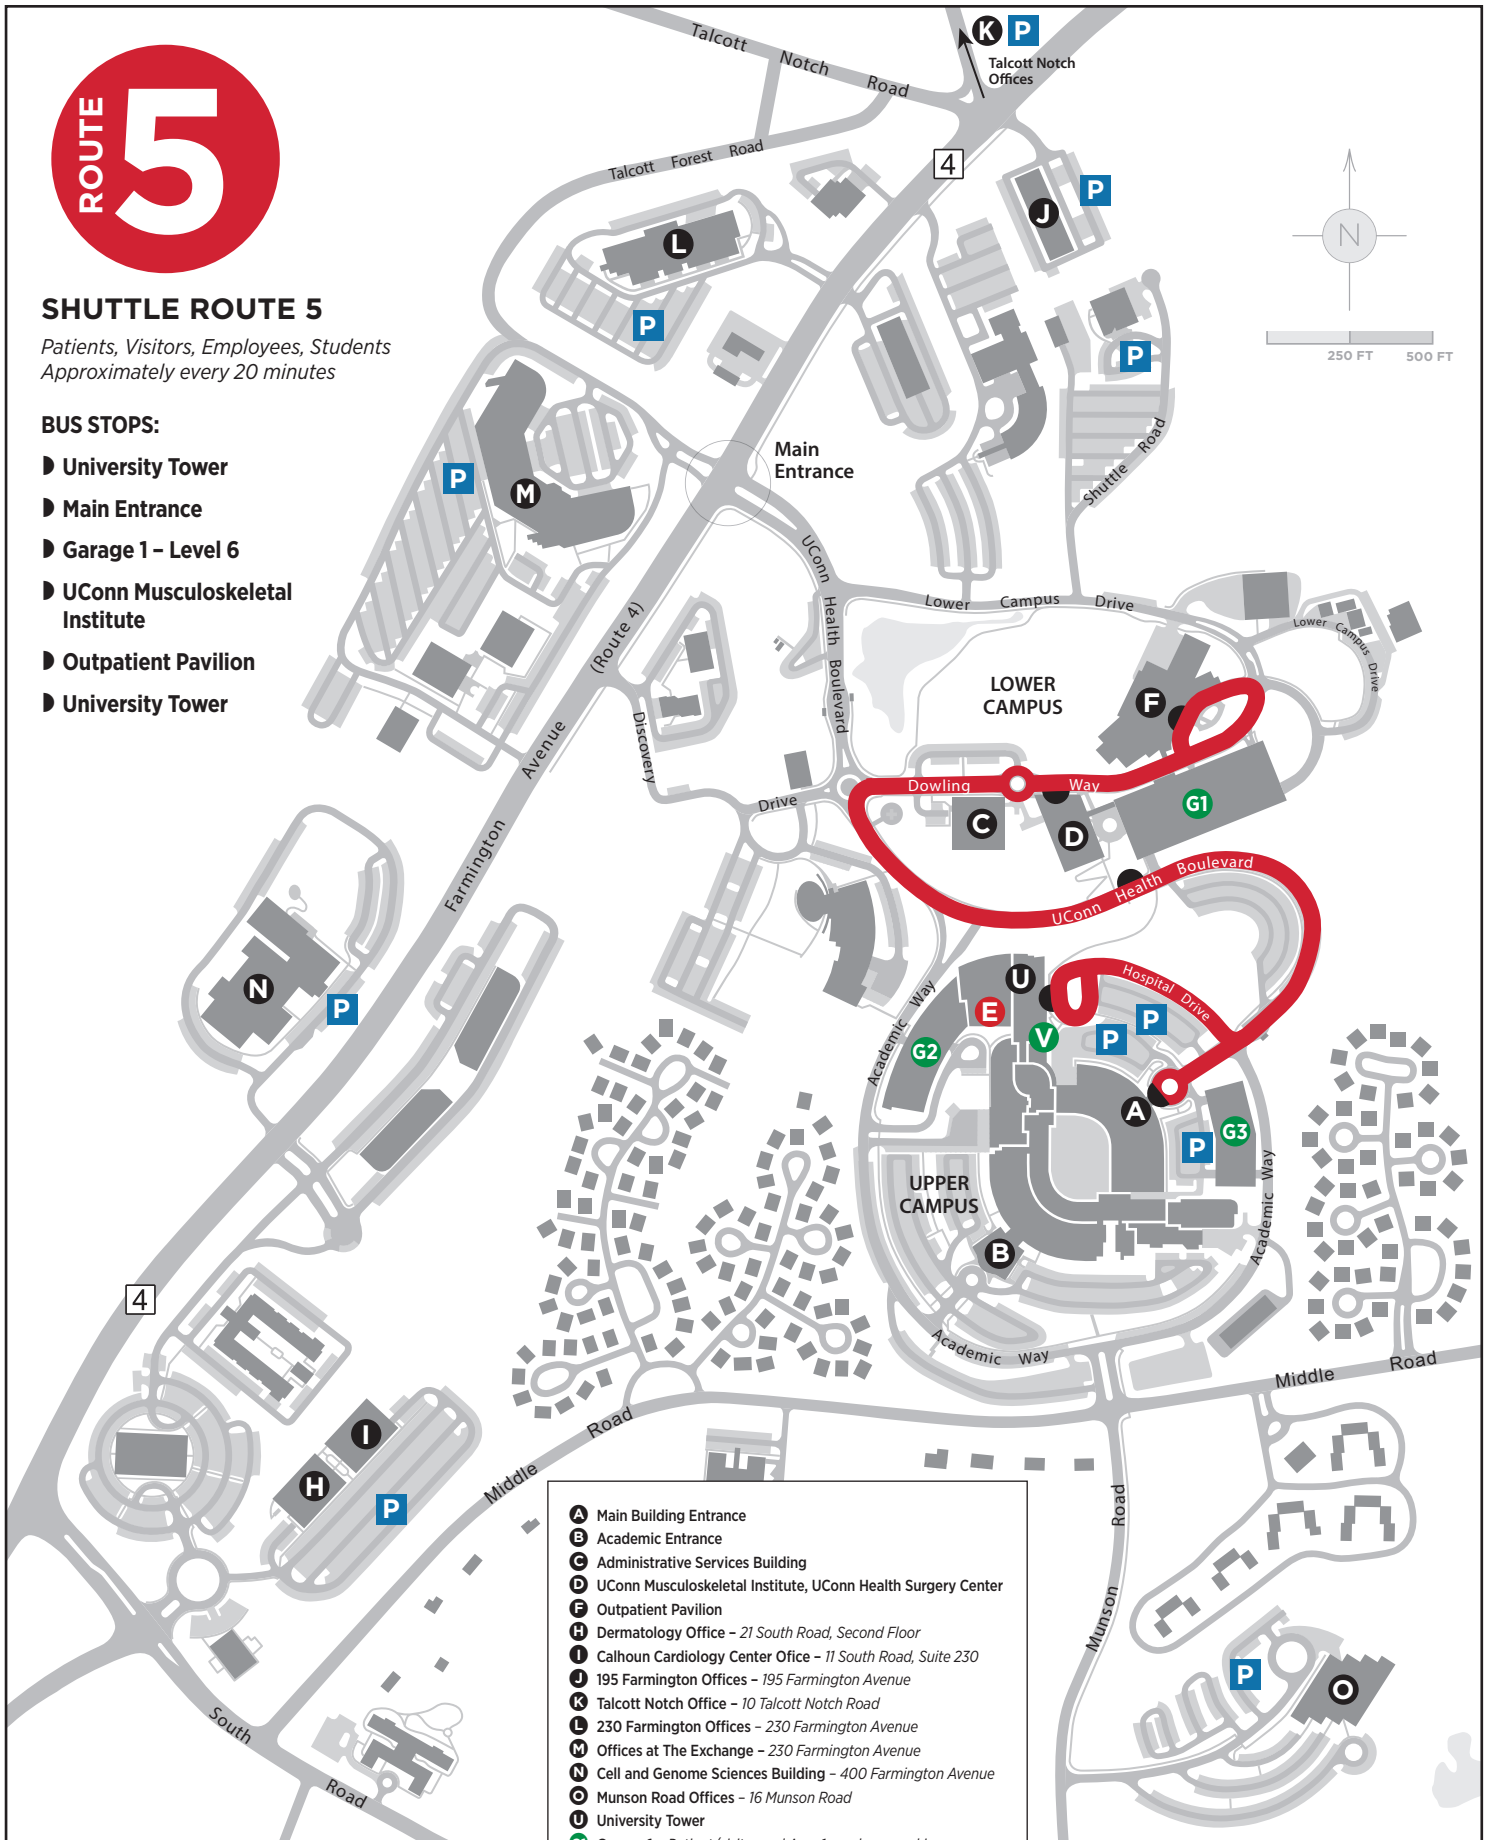 ROUTE
5
SHUTTLE ROUTE 5
Patients, Visitors, Employees, Students
Approximately every 20 minutes
BUS STOPS:
University Tower
Main Entrance
Garage 1 – Level 6
UConn Musculoskeletal
Institute
Outpatient Pavilion
University Tower
Talcott Notch Road
K P
Talcott Notch
Offices
4
Talcott Forest Road
P
J
L
P
N
P
250 FT 500 FT
Main
Entrance
P
M
Shuttle Road
UConn Health Boulevard
Lower Campus Drive
Lower Campus Drive
(Route 4)
LOWER
CAMPUS
F
Discovery
Drive
Farmington Avenue
Dowling Way
G1
C
D
UConn Health Boulevard
N
P
Academic Way
U
Hospital Drive
E
V
P
P
G2
A
G3
P
UPPER
CAMPUS
Academic Way
B
4
Academic Way
Middle Road
I
H
P
Middle Road
Munson Road
P
O
South Road
A Main Building Entrance
B Academic Entrance
C Administrative Services Building
D UConn Musculoskeletal Institute, UConn Health Surgery Center
F Outpatient Pavilion
H Dermatology Office – 21 South Road, Second Floor
I Calhoun Cardiology Center Ofice – 11 South Road, Suite 230
J 195 Farmington Offices – 195 Farmington Avenue
K Talcott Notch Office – 10 Talcott Notch Road
L 230 Farmington Offices – 230 Farmington Avenue
M Offices at The Exchange – 230 Farmington Avenue
N Cell and Genome Sciences Building – 400 Farmington Avenue
O Munson Road Offices – 16 Munson Road
U University Tower